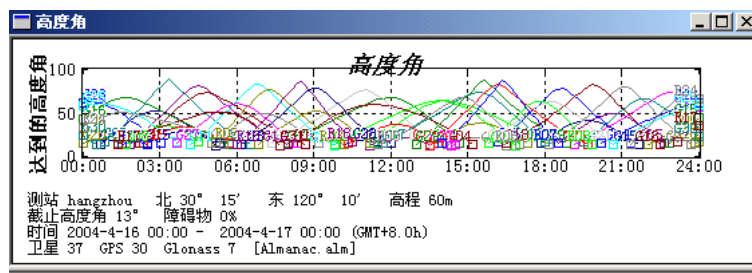 高度角
高度角
达到的高度角
100
50
0
00:00 03:00 06:00 09:00 12:00 15:00 18:00 21:00 24:00
测站 hangzhou 北 30° 15′ 东 120° 10′ 高程 60m
截止高度角 13° 障碍物 0%
时间 2004-4-16 00:00 - 2004-4-17 00:00 (GMT+8.0h)
卫星 37 GPS 30 Glonass 7 [Almanac.alm]